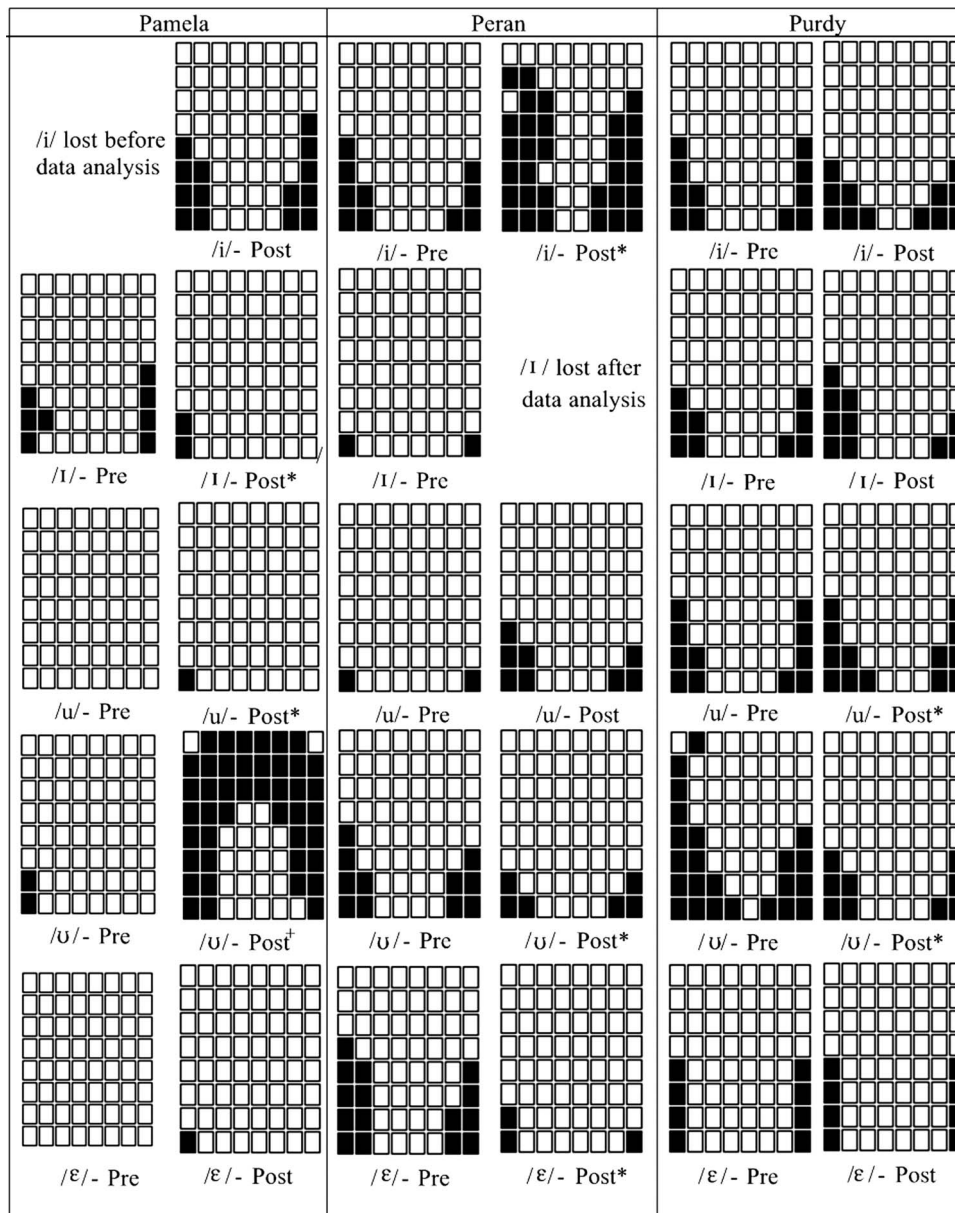 Pamela Peran Purdy
/i/ lost before
data analysis
/i/- Post /i/- Pre /i/- Post* /i/- Pre /i/- Post
/ɪ/ lost after
data analysis
/ɪ/- Pre /ɪ/- Post* /ɪ/- Pre /ɪ/- Pre /ɪ/- Post
/u/- Pre /u/- Post* /u/- Pre /u/- Post /u/- Pre /u/- Post*
/ʊ/- Pre /ʊ/- Post⁺ /ʊ/- Pre /ʊ/- Post* /ʊ/- Pre /ʊ/- Post*
/ɛ/- Pre /ɛ/- Post /ɛ/- Pre /ɛ/- Post* /ɛ/- Pre /ɛ/- Post